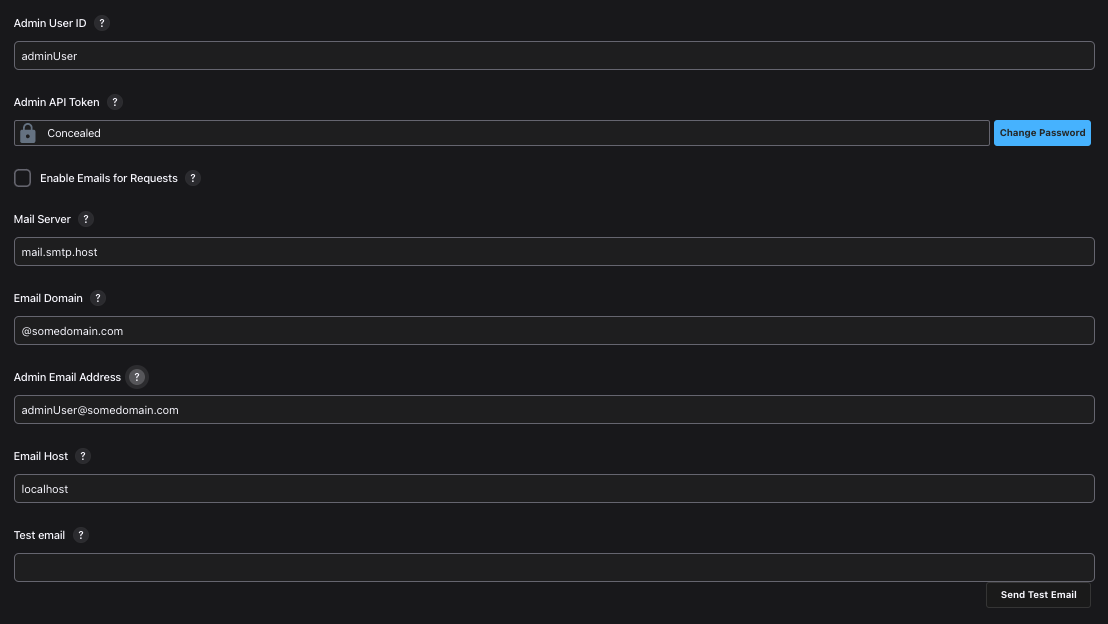 Admin User ID ?
adminUser
Admin API Token ?
Concealed
Change Password
Enable Emails for Requests ?
Mail Server ?
mail.smtp.host
Email Domain ?
@somedomain.com
Admin Email Address ?
adminUser@somedomain.com
Email Host ?
localhost
Test email ?
Send Test Email